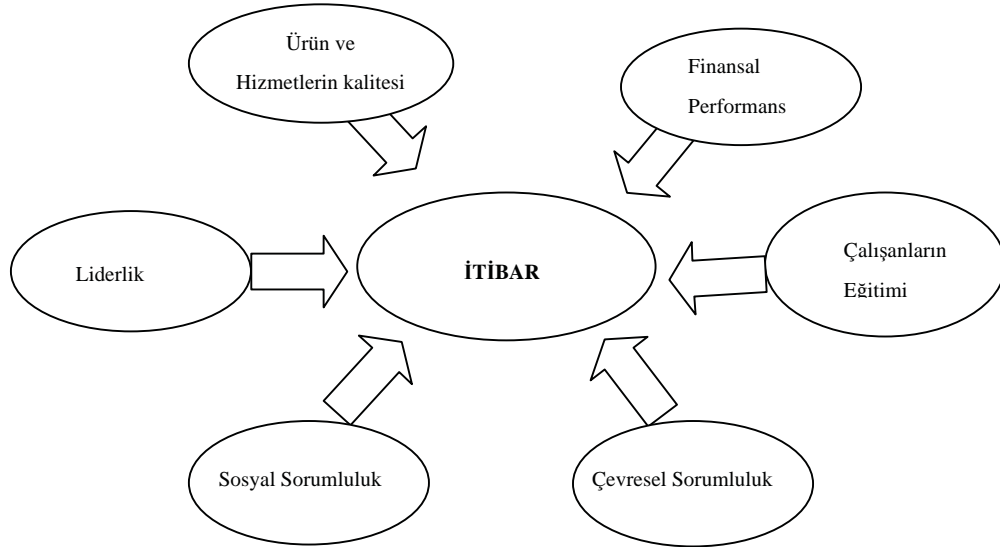 Ürün ve
Hizmetlerin kalitesi
Finansal
Performans
Liderlik
İTİBAR
Çalışanların
Eğitimi
Sosyal Sorumluluk
Çevresel Sorumluluk